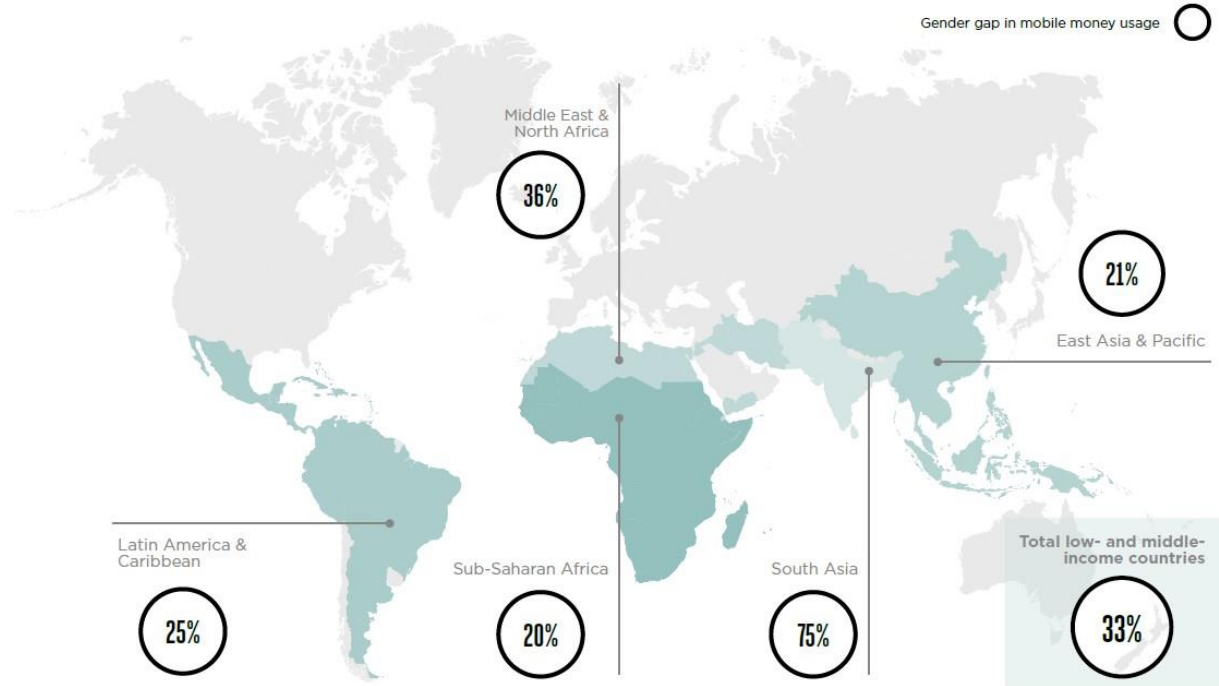 Gender gap in mobile money usage
Middle East &
North Africa
36%
21%
East Asia & Pacific
Latin America &
Caribbean
25%
Sub-Saharan Africa
20%
South Asia
75%
Total low- and middle-
income countries
33%